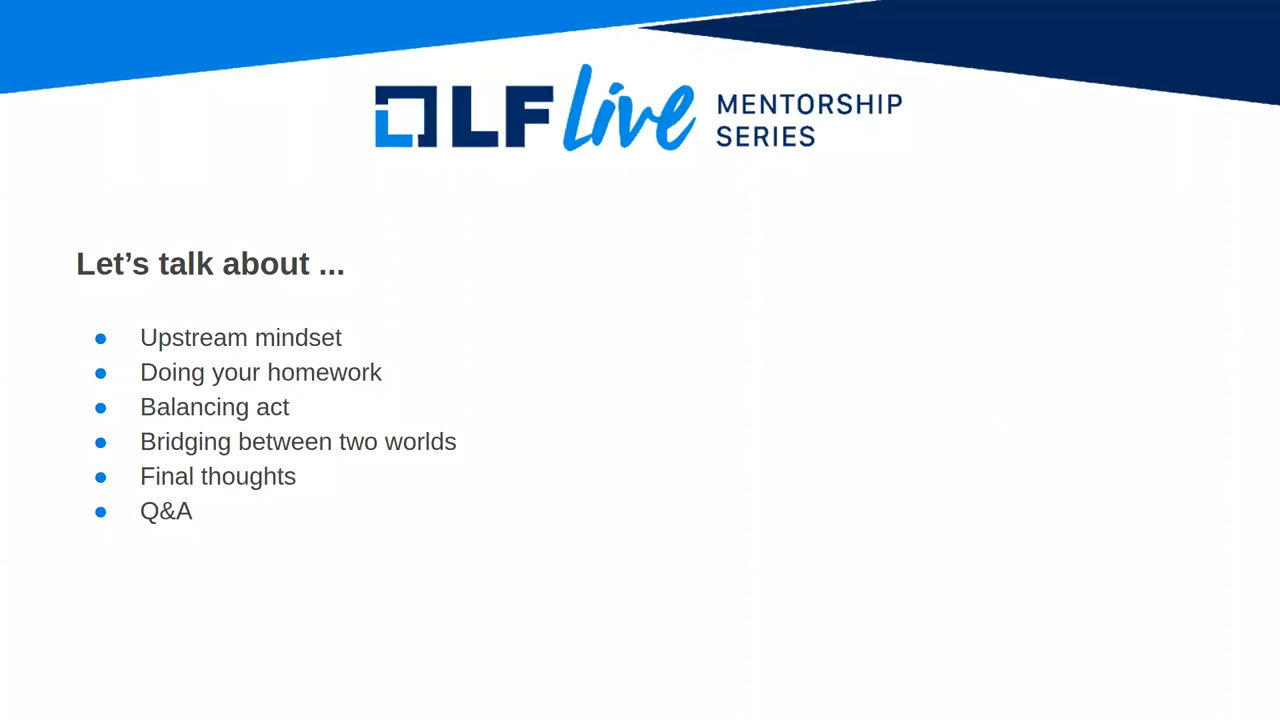 LF Live MENTORSHIP
SERIES
Let’s talk about ...
● Upstream mindset
● Doing your homework
● Balancing act
● Bridging between two worlds
● Final thoughts
● Q&A